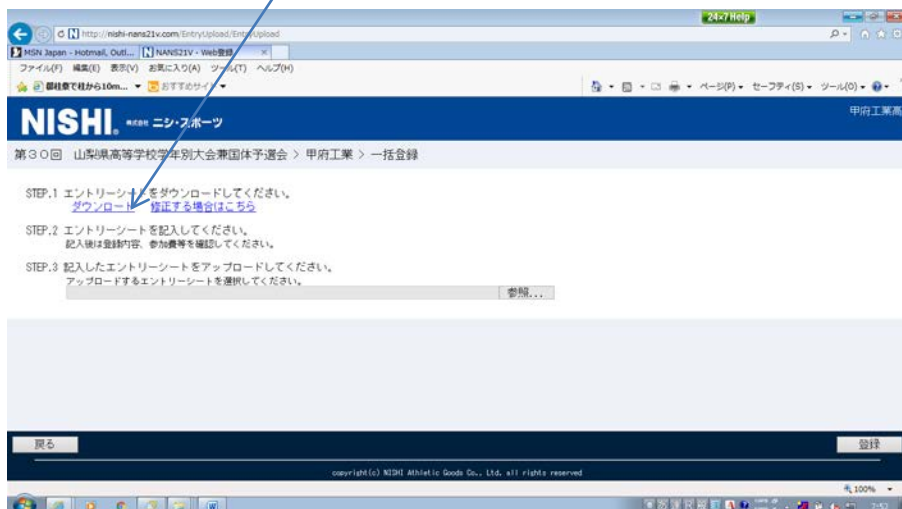 24×7 Help
http://nishi-nans21v.com/EntryUpload/EntryUpload
MSN Japan - Hotmail, Outl... NANS21V - Web登録 ×
ファイル(F) 編集(E) 表示(V) お気に入り(A) ツール(T) ヘルプ(H)
都柱章で柱から10m... おすすめサイト
ページ(P) セーフティ(S) ツール(O)
NISHI. 株式会社 ニシ・スポーツ
甲府工業高
第30回 山梨県高等学校学年別大会兼国体予選会 > 甲府工業 > 一括登録
STEP.1 エントリーシートをダウンロードしてください。
ダウンロード 修正する場合はこちら
STEP.2 エントリーシートを記入してください。
記入後は登録内容、参加費等を確認してください。
STEP.3 記入したエントリーシートをアップロードしてください。
アップロードするエントリーシートを選択してください。
参照...
戻る
登録
copyright(c) NISHI Athletic Goods Co., Ltd. all rights reserved
100%